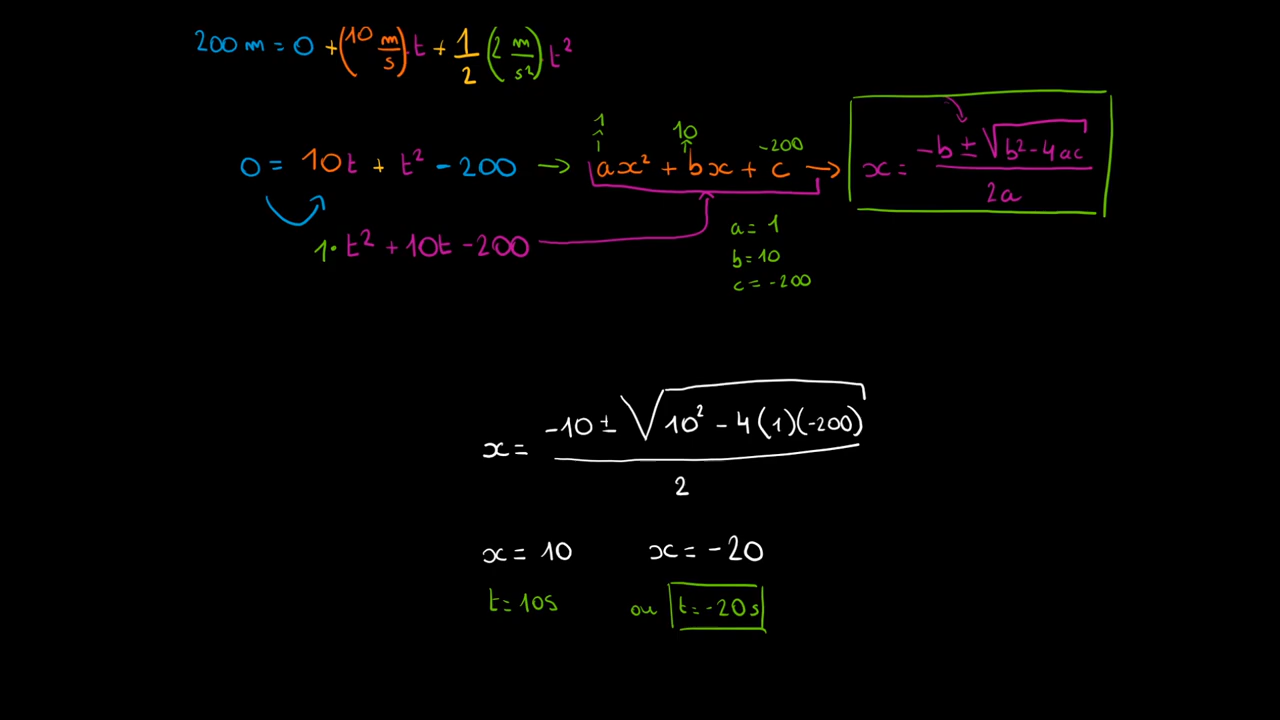 200 m = 0 + (10 m/s) t + 1/2 (2 m/s²) t²
1 10 -200
0 = 10t + t² - 200 → ax² + bx + c → x = (-b ± √(b² - 4ac))/2a
1 · t² + 10t - 200
a = 1
b = 10
c = -200
x = (-10 ± √(10² - 4(1)(-200)))/2
x = 10 x = -20
t = 10s ou t = -20s